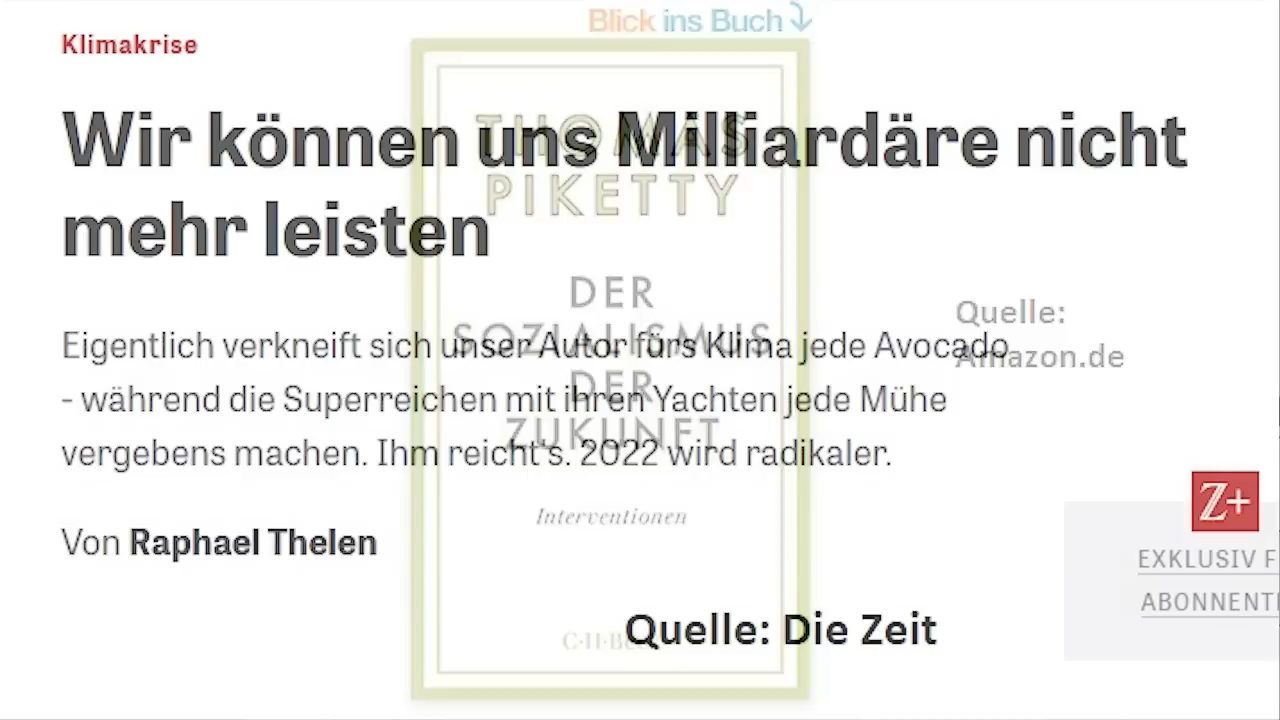 Blick ins Buch
Klimakrise
Wir können uns Milliardäre nicht
mehr leisten
THOMAS
PIKETTY
DER
SOZIALISMUS
DER
ZUKUNFT
Interventionen
Quelle:
Amazon.de
Eigentlich verkneift sich unser Autor fürs Klima jede Avocado
- während die Superreichen mit ihren Yachten jede Mühe
vergebens machen. Ihm reicht's. 2022 wird radikaler.
Von Raphael Thelen
Z+
EXKLUSIV F
ABONNENT
Quelle: Die Zeit